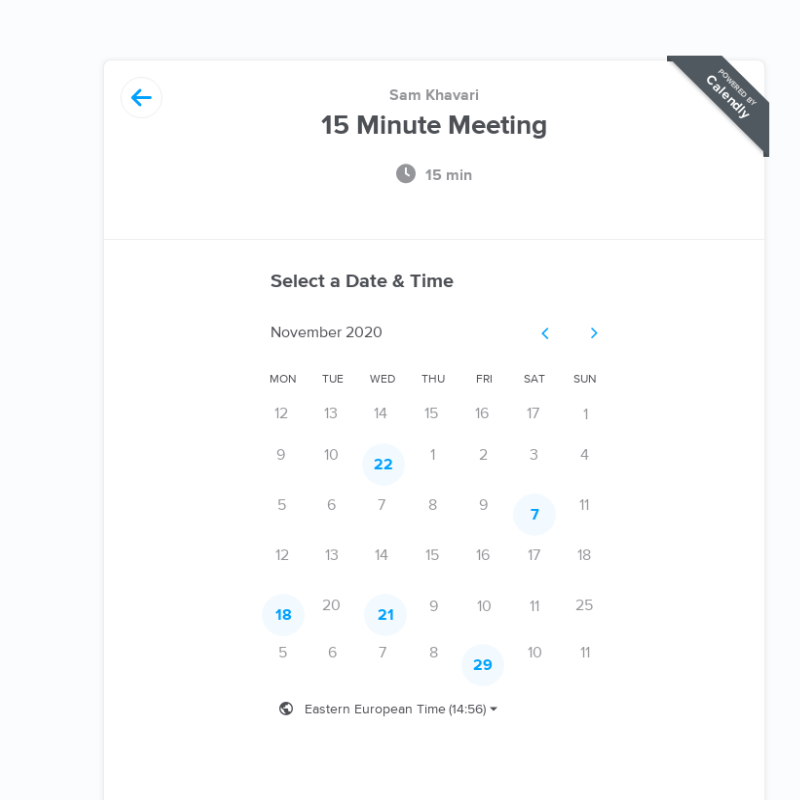 POWERED BY
Calendly
Sam Khavari
15 Minute Meeting
15 min
Select a Date & Time
November 2020
MON TUE WED THU FRI SAT SUN
12 13 14 15 16 17 1
9 10 22 1 2 3 4
5 6 7 8 9 7 11
12 13 14 15 16 17 18
18 20 21 9 10 11 25
5 6 7 8 29 10 11
Eastern European Time (14:56)